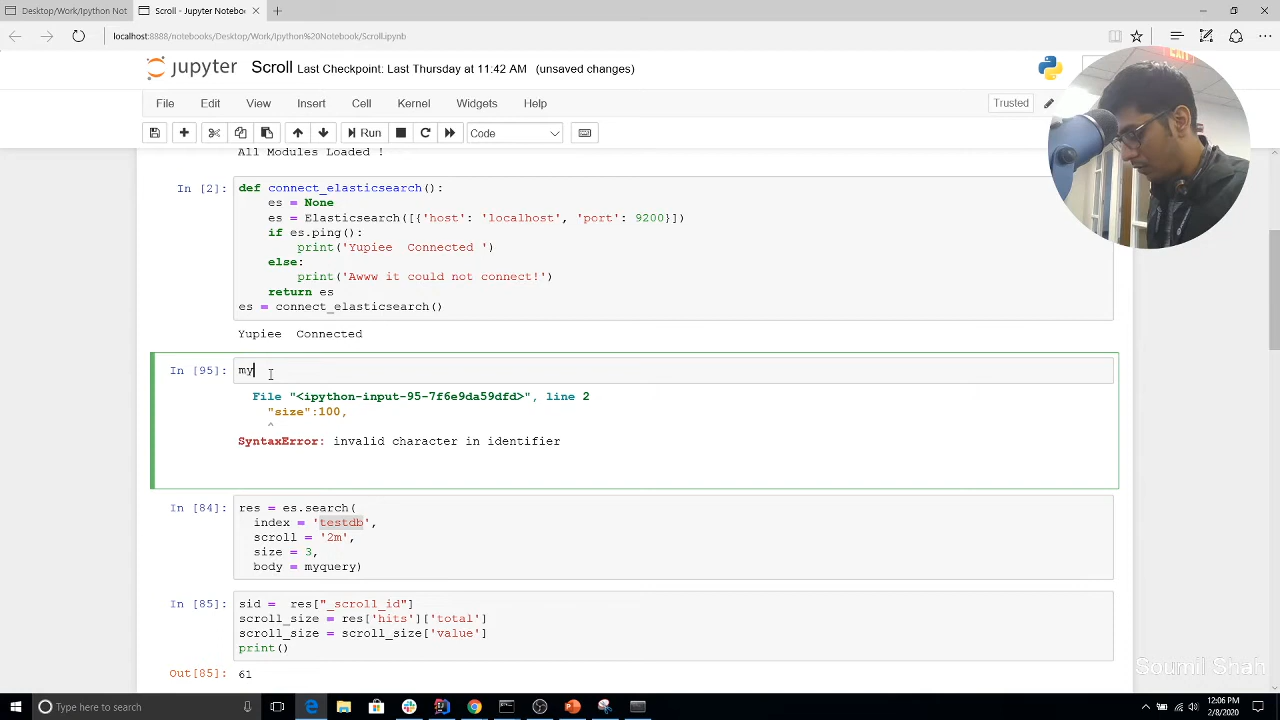 Desktop/Work/Ipython Not
Scroll - Jupyter Noteboo
localhost:8888/notebooks/Desktop/Work/Ipython%20Notebook/Scroll.ipynb
jupyter Scroll Last Checkpoint: Last Thursday at 11:42 AM (unsaved changes)
File Edit View Insert Cell Kernel Widgets Help Trusted
Run Code
EXIT
All Modules Loaded !
In [2]: def connect_elasticsearch():
es = None
es = Elasticsearch([{'host': 'localhost', 'port': 9200}])
if es.ping():
print('Yupiee  Connected ')
else:
print('Awww it could not connect!')
return es
es = connect_elasticsearch()
Yupiee  Connected
In [95]: my
File "<ipython-input-95-7f6e9da59dfd>", line 2
"size":100,
^
SyntaxError: invalid character in identifier
In [84]: res = es.search(
index = 'testdb',
scroll = '2m',
size = 3,
body = myquery)
In [85]: sid =  res["_scroll_id"]
scroll_size = res['hits']['total']
scroll_size = scroll_size['value']
print()
Out[85]: 61
Soumil Shah
Type here to search
12:06 PM
2/8/2020